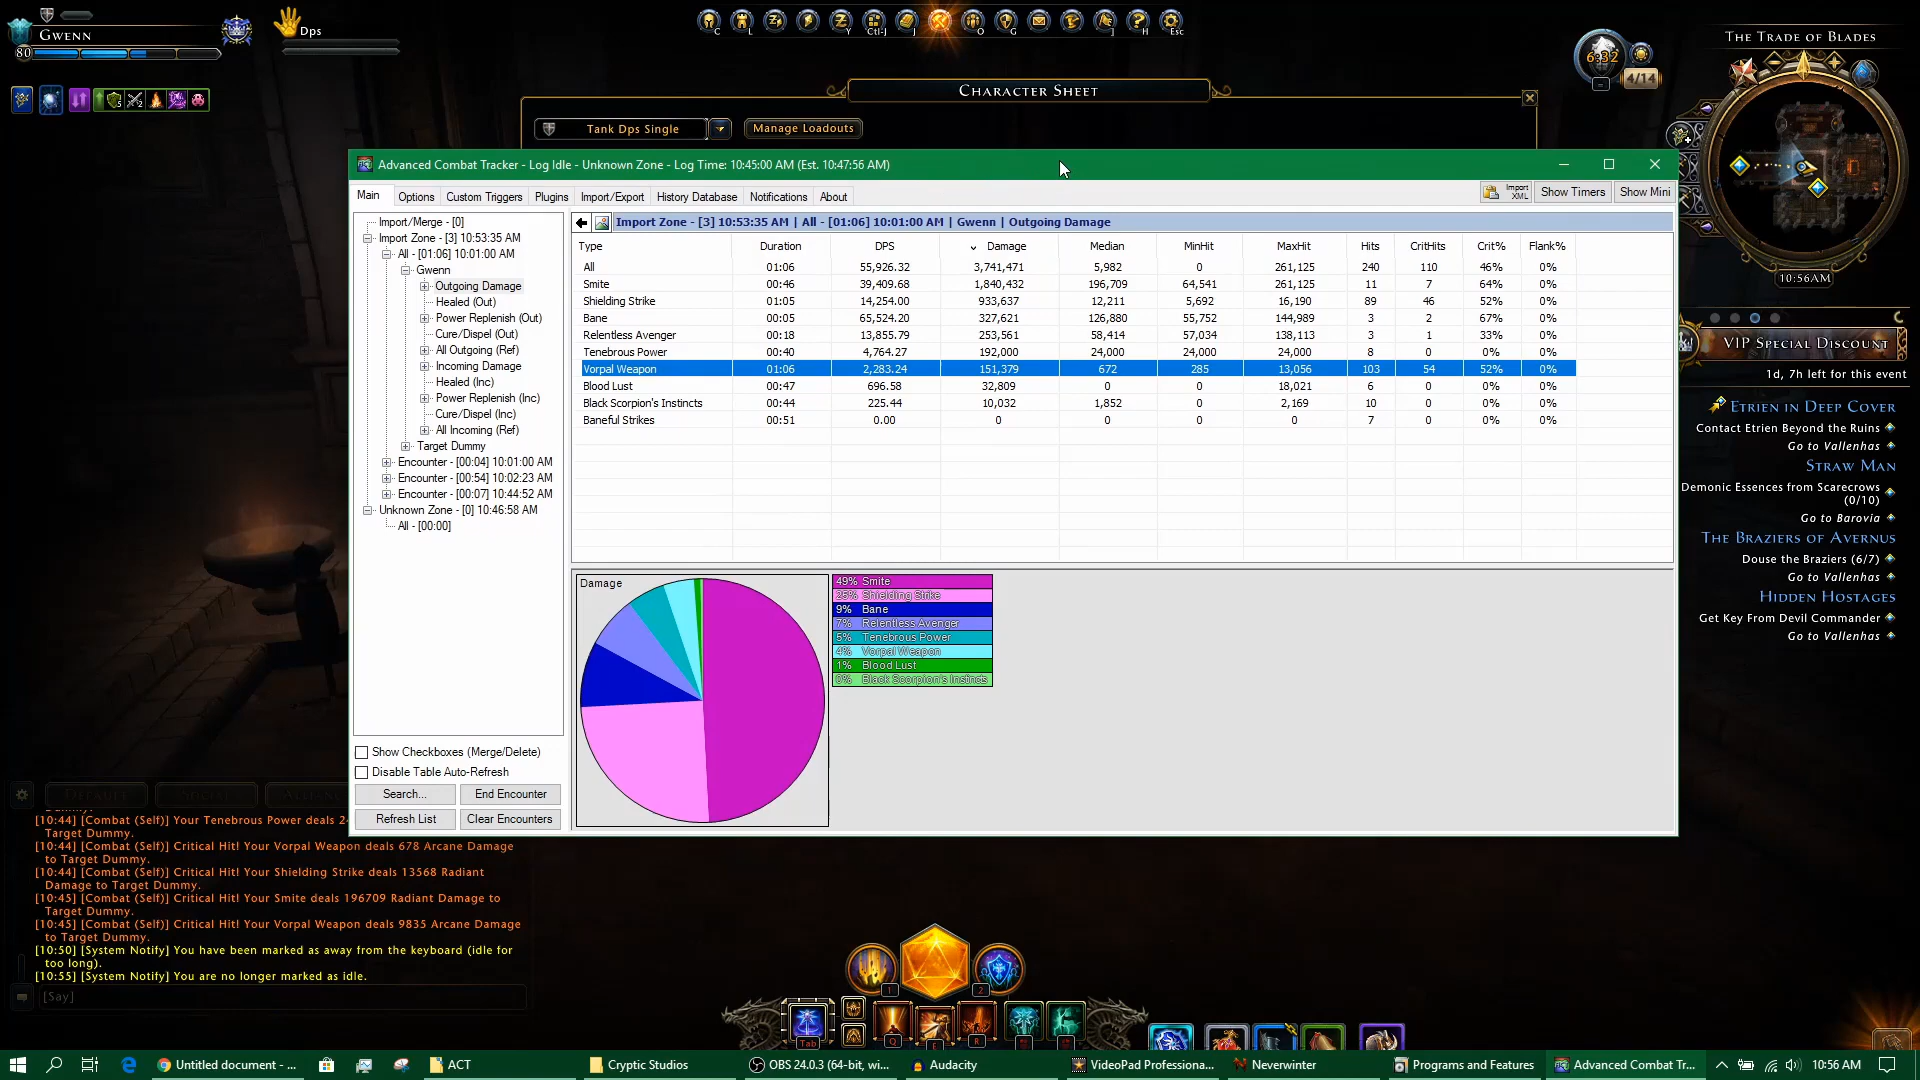 Gwenn
80
Dps
C
L
Y
Ctl-J
J
O
G
]
H
Esc
6:32
4/14
The Trade of Blades
10:56AM
Character Sheet
Tank Dps Single
Manage Loadouts
Advanced Combat Tracker - Log Idle - Unknown Zone - Log Time: 10:45:00 AM (Est. 10:47:56 AM)
Main Options Custom Triggers Plugins Import/Export History Database Notifications About
Import XML Show Timers Show Mini
Import/Merge - [0]
Import Zone - [3] 10:53:35 AM
All - [01:06] 10:01:00 AM
Gwenn
Outgoing Damage
Healed (Out)
Power Replenish (Out)
Cure/Dispel (Out)
All Outgoing (Ref)
Incoming Damage
Healed (Inc)
Power Replenish (Inc)
Cure/Dispel (Inc)
All Incoming (Ref)
Target Dummy
Encounter - [00:04] 10:01:00 AM
Encounter - [00:54] 10:02:23 AM
Encounter - [00:07] 10:44:52 AM
Unknown Zone - [0] 10:46:58 AM
All - [00:00]
Show Checkboxes (Merge/Delete)
Disable Table Auto-Refresh
Search... End Encounter
Refresh List Clear Encounters
Import Zone - [3] 10:53:35 AM | All - [01:06] 10:01:00 AM | Gwenn | Outgoing Damage
Type Duration DPS Damage Median MinHit MaxHit Hits CritHits Crit% Flank%
All 01:06 55,926.32 3,741,471 5,982 0 261,125 240 110 46% 0%
Smite 00:46 39,409.68 1,840,432 196,709 64,541 261,125 11 7 64% 0%
Shielding Strike 01:05 14,254.00 933,637 12,211 5,692 16,190 89 46 52% 0%
Bane 00:05 65,524.20 327,621 126,880 55,752 144,989 3 2 67% 0%
Relentless Avenger 00:18 13,855.79 253,561 58,414 57,034 138,113 3 1 33% 0%
Tenebrous Power 00:40 4,764.27 192,000 24,000 24,000 24,000 8 0 0% 0%
Vorpal Weapon 01:06 2,283.24 151,379 672 285 13,056 103 54 52% 0%
Blood Lust 00:47 696.58 32,809 0 0 18,021 6 0 0% 0%
Black Scorpion's Instincts 00:44 225.44 10,032 1,852 0 2,169 10 0 0% 0%
Baneful Strikes 00:51 0.00 0 0 0 0 7 0 0% 0%
Damage
49% Smite
25% Shielding Strike
9% Bane
7% Relentless Avenger
5% Tenebrous Power
4% Vorpal Weapon
1% Blood Lust
0% Black Scorpion's Instincts
VIP Special Discount
1d, 7h left for this event
Etrien in Deep Cover
Contact Etrien Beyond the Ruins
Go to Vallenhas
Straw Man
Demonic Essences from Scarecrows
(0/10)
Go to Barovia
The Braziers of Avernus
Douse the Braziers (6/7)
Go to Vallenhas
Hidden Hostages
Get Key From Devil Commander
Go to Vallenhas
Dummy.
[10:44] [Combat (Self)] Your Tenebrous Power deals 2
Target Dummy.
[10:44] [Combat (Self)] Critical Hit! Your Vorpal Weapon deals 678 Arcane Damage
to Target Dummy.
[10:44] [Combat (Self)] Critical Hit! Your Shielding Strike deals 13568 Radiant
Damage to Target Dummy.
[10:45] [Combat (Self)] Critical Hit! Your Smite deals 196709 Radiant Damage to
Target Dummy.
[10:45] [Combat (Self)] Critical Hit! Your Vorpal Weapon deals 9835 Arcane Damage
to Target Dummy.
[10:50] [System Notify] You have been marked as away from the keyboard (idle for
too long).
[10:55] [System Notify] You are no longer marked as idle.
[Say]
1
2
Tab
Q
E
R
Untitled document - ...
ACT
Cryptic Studios
OBS 24.0.3 (64-bit, wi...
Audacity
VideoPad Professiona...
Neverwinter
Programs and Features
Advanced Combat Tr...
10:56 AM